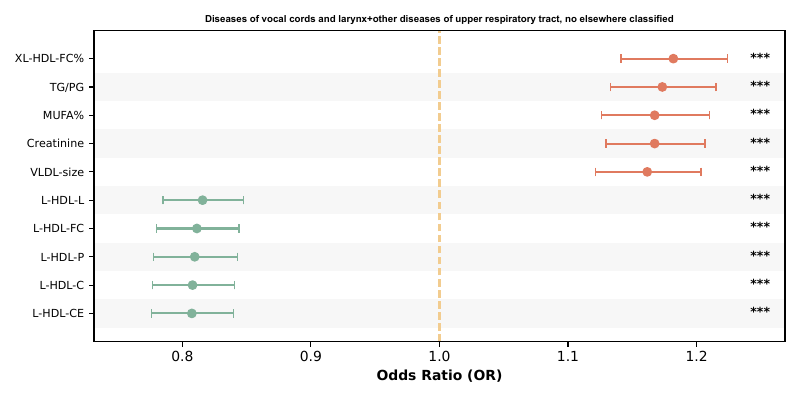 Diseases of vocal cords and larynx+other diseases of upper respiratory tract, no elsewhere classified
XL-HDL-FC% ***
TG/PG ***
MUFA% ***
Creatinine ***
VLDL-size ***
L-HDL-L ***
L-HDL-FC ***
L-HDL-P ***
L-HDL-C ***
L-HDL-CE ***
0.8 0.9 1.0 1.1 1.2
Odds Ratio (OR)